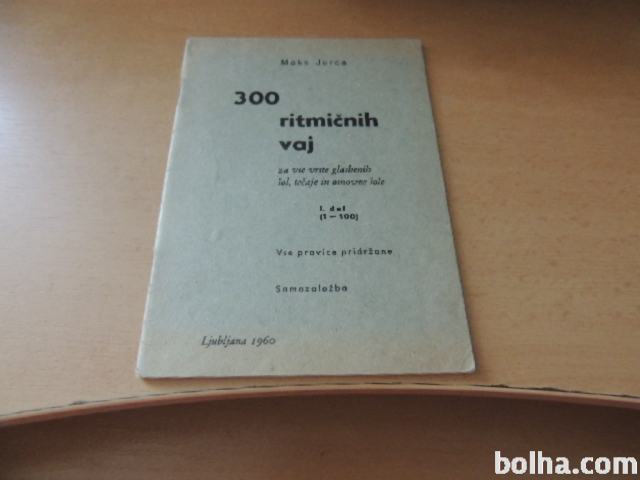 Maks Jurca
300
ritmičnih
vaj
za vse vrste glasbenih
šol, tečaje in osnovne šole
I. del
(1 — 100)
Vse pravice pridržane
Samozaložba
Ljubljana 1960
bolha.com